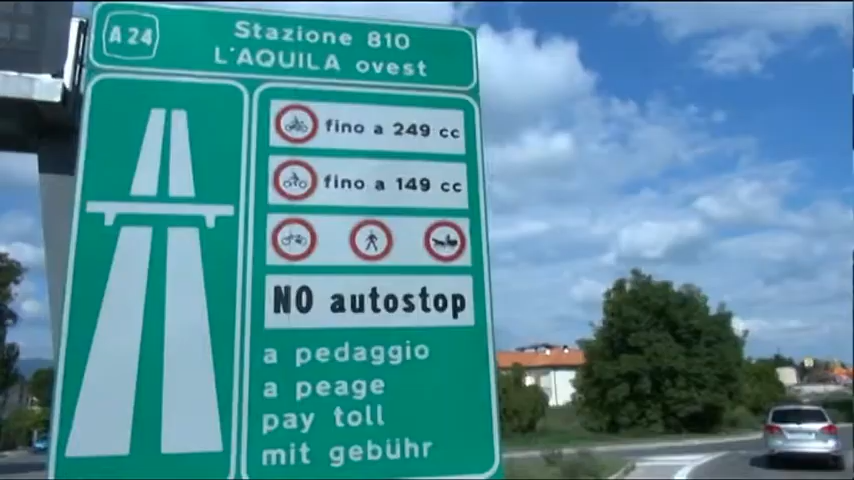 A 24
Stazione 810
L'AQUILA ovest
fino a 249 cc
fino a 149 cc
NO autostop
a pedaggio
a peage
pay toll
mit gebühr